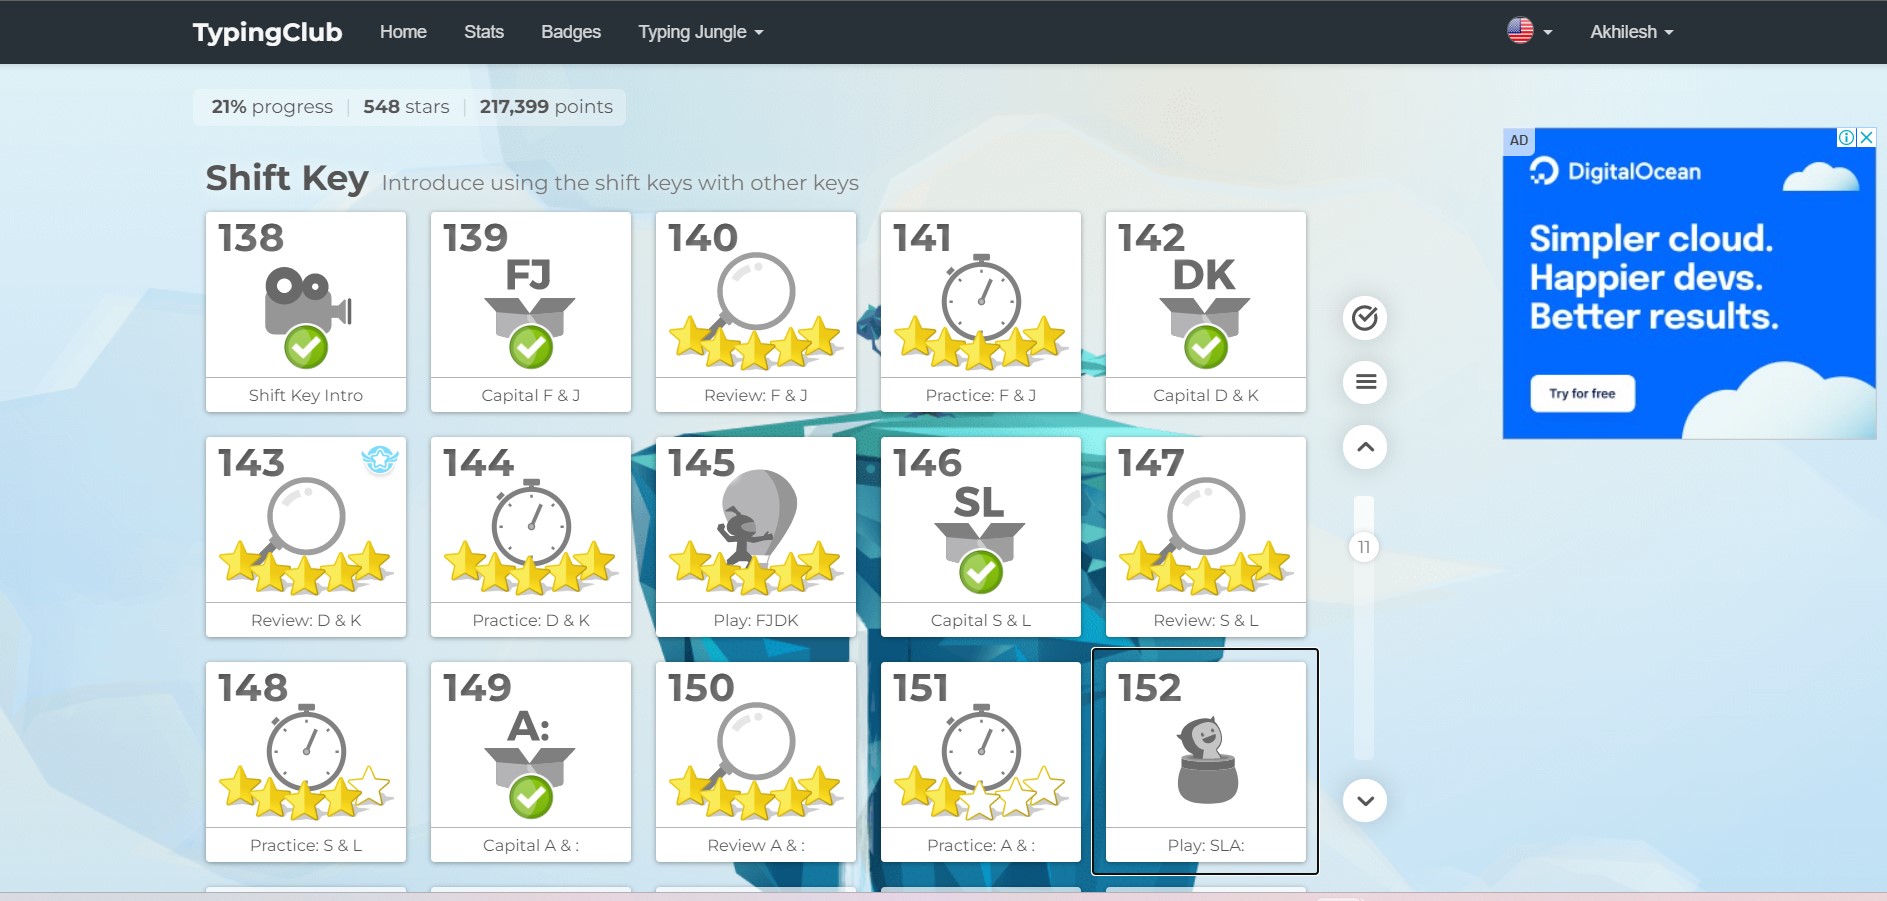 TypingClub Home Stats Badges Typing Jungle Akhilesh
21% progress 548 stars 217,399 points
Shift Key Introduce using the shift keys with other keys
138 139 140 141 142
FJ DK
Shift Key Intro Capital F & J Review: F & J Practice: F & J Capital D & K
143 144 145 146 147
SL
Review: D & K Practice: D & K Play: FJDK Capital S & L Review: S & L
148 149 150 151 152
A:
Practice: S & L Capital A & : Review A & : Practice: A & : Play: SLA:
11
AD
DigitalOcean
Simpler cloud.
Happier devs.
Better results.
Try for free